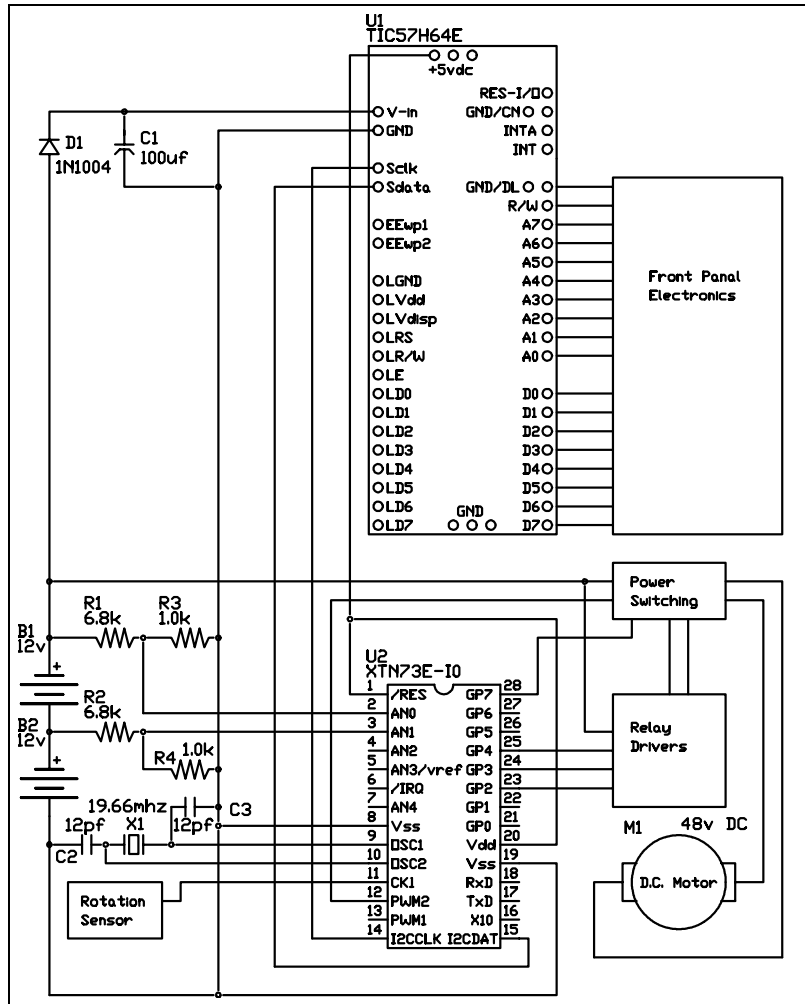 U1
TIC57H64E
+5vdc
RES-I/O
V-in
GND/CN
GND
INTA
INT
D1
1N1004
C1
100uf
Sclk
Sdata
GND/DL
R/W
EEwp1
A7
EEwp2
A6
A5
LGND
A4
LVdd
A3
LVdisp
A2
LRS
A1
LR/W
A0
LE
LD0
D0
LD1
D1
LD2
D2
LD3
D3
LD4
D4
LD5
D5
LD6
D6
LD7
D7
GND
Front Panal
Electronics
Power
Switching
Relay
Drivers
B1
12v
+
R1
6.8k
R3
1.0k
B2
12v
+
R2
6.8k
R4
1.0k
19.66mhz
12pf
X1
12pf
C3
C2
Rotation
Sensor
U2
XTN73E-IO
1 /RES GP7 28
2 AN0 GP6 27
3 AN1 GP5 26
4 AN2 GP4 25
5 AN3/vref GP3 24
6 /IRQ GP2 23
7 AN4 GP1 22
8 Vss GP0 21
9 OSC1 Vdd 20
10 OSC2 Vss 19
11 CK1 RxD 18
12 PWM2 TxD 17
13 PWM1 X10 16
14 I2CCLK I2CDAT 15
M1
48v DC
D.C. Motor